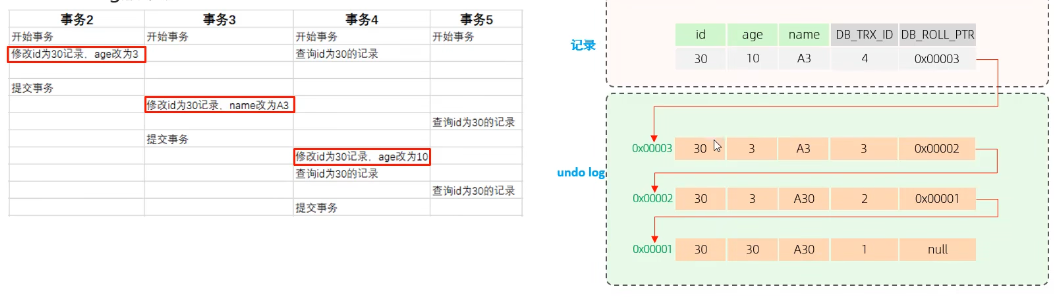 事务2 事务3 事务4 事务5
开始事务 开始事务 开始事务 开始事务
修改id为30记录，age改为3 查询id为30的记录
提交事务
修改id为30记录，name改为A3
查询id为30的记录
提交事务
修改id为30记录，age改为10
查询id为30的记录
查询id为30的记录
提交事务
记录
id age name DB_TRX_ID DB_ROLL_PTR
30 10 A3 4 0x00003
undo log
0x00003 30 3 A3 3 0x00002
0x00002 30 3 A30 2 0x00001
0x00001 30 30 A30 1 null